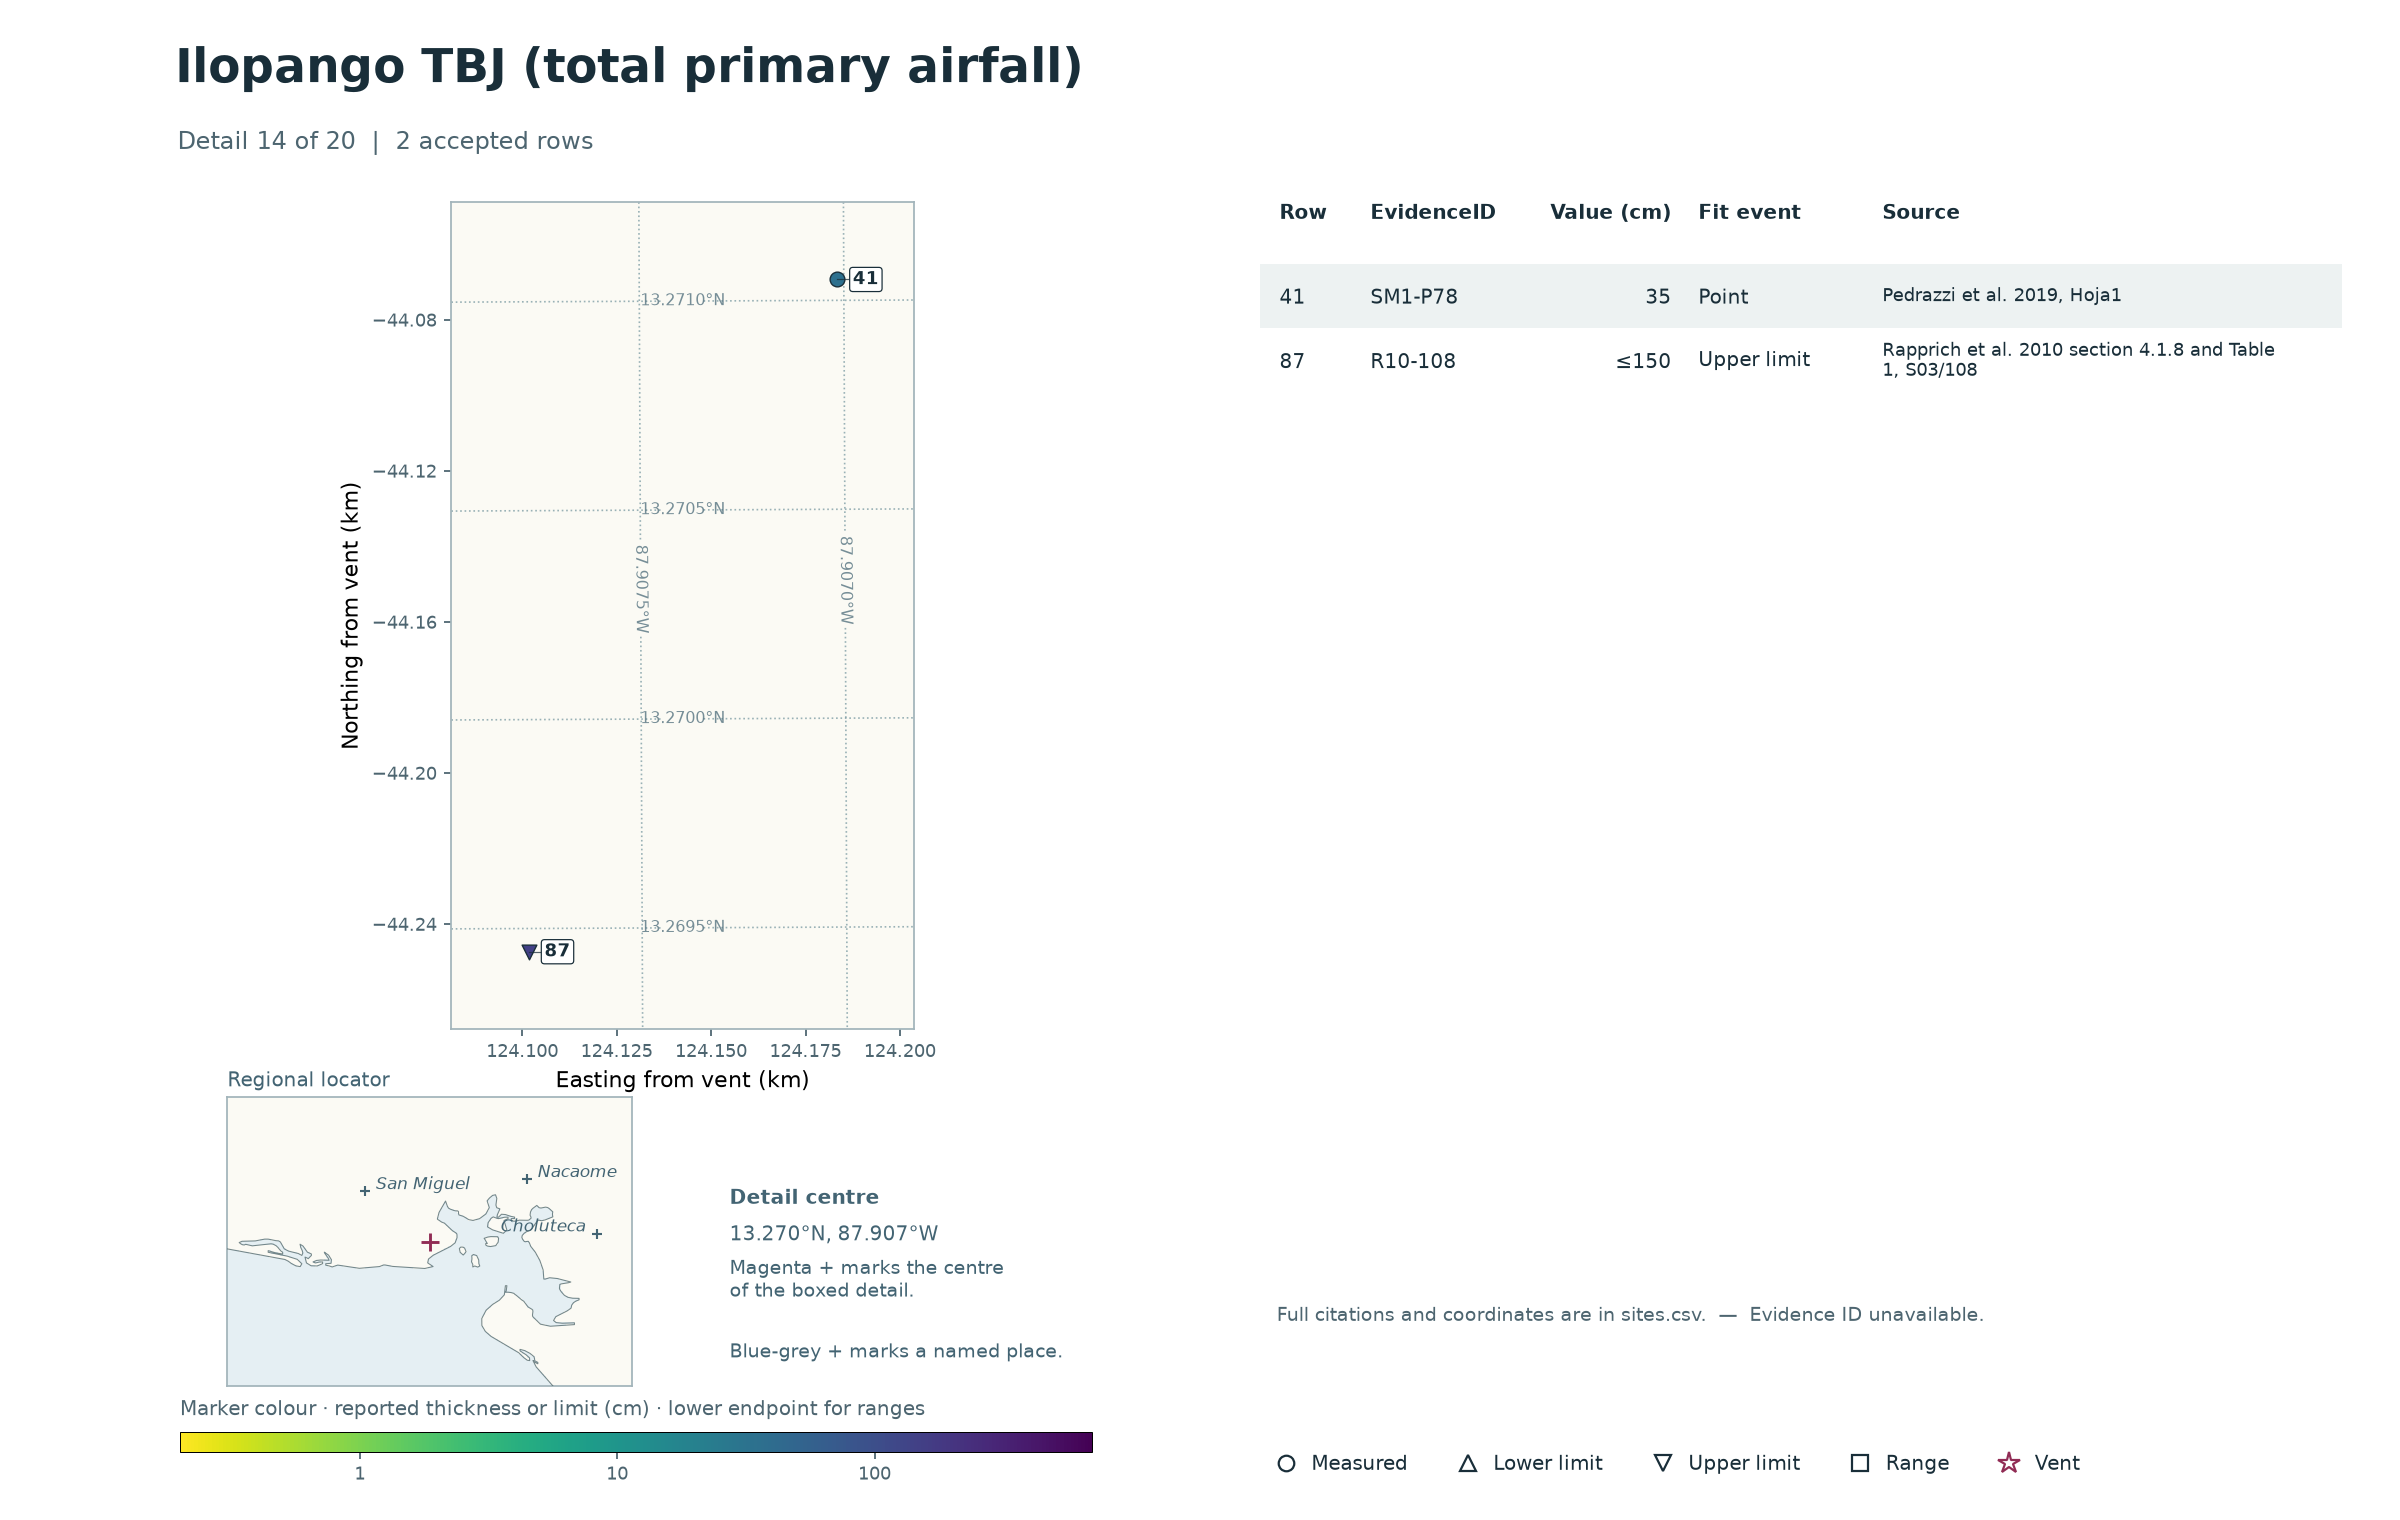 Ilopango TBJ (total primary airfall)
Detail 14 of 20 | 2 accepted rows
41
87
13.2710°N
13.2705°N
13.2700°N
13.2695°N
87.9075°W
87.9070°W
−44.08
−44.12
−44.16
−44.20
−44.24
Northing from vent (km)
124.100 124.125 124.150 124.175 124.200
Easting from vent (km)
Row EvidenceID Value (cm) Fit event Source
41 SM1-P78 35 Point Pedrazzi et al. 2019, Hoja1
87 R10-108 ≤150 Upper limit Rapprich et al. 2010 section 4.1.8 and Table
1, S03/108
Regional locator
San Miguel
Nacaome
Choluteca
Detail centre
13.270°N, 87.907°W
Magenta + marks the centre
of the boxed detail.
Blue-grey + marks a named place.
Full citations and coordinates are in sites.csv. — Evidence ID unavailable.
Marker colour · reported thickness or limit (cm) · lower endpoint for ranges
1 10 100
Measured Lower limit Upper limit Range Vent